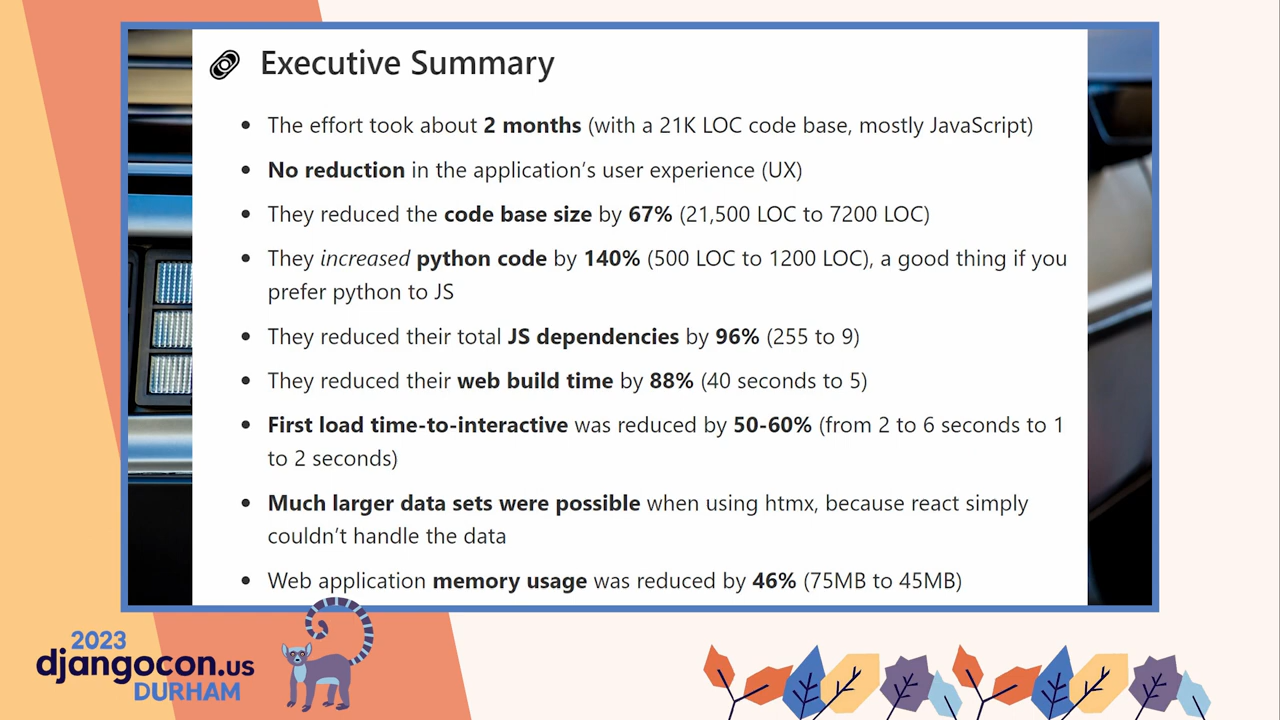 Executive Summary
The effort took about 2 months (with a 21K LOC code base, mostly JavaScript)
No reduction in the application's user experience (UX)
They reduced the code base size by 67% (21,500 LOC to 7200 LOC)
They increased python code by 140% (500 LOC to 1200 LOC), a good thing if you
prefer python to JS
They reduced their total JS dependencies by 96% (255 to 9)
They reduced their web build time by 88% (40 seconds to 5)
First load time-to-interactive was reduced by 50-60% (from 2 to 6 seconds to 1
to 2 seconds)
Much larger data sets were possible when using htmx, because react simply
couldn't handle the data
Web application memory usage was reduced by 46% (75MB to 45MB)
2023
djangocon.us
DURHAM